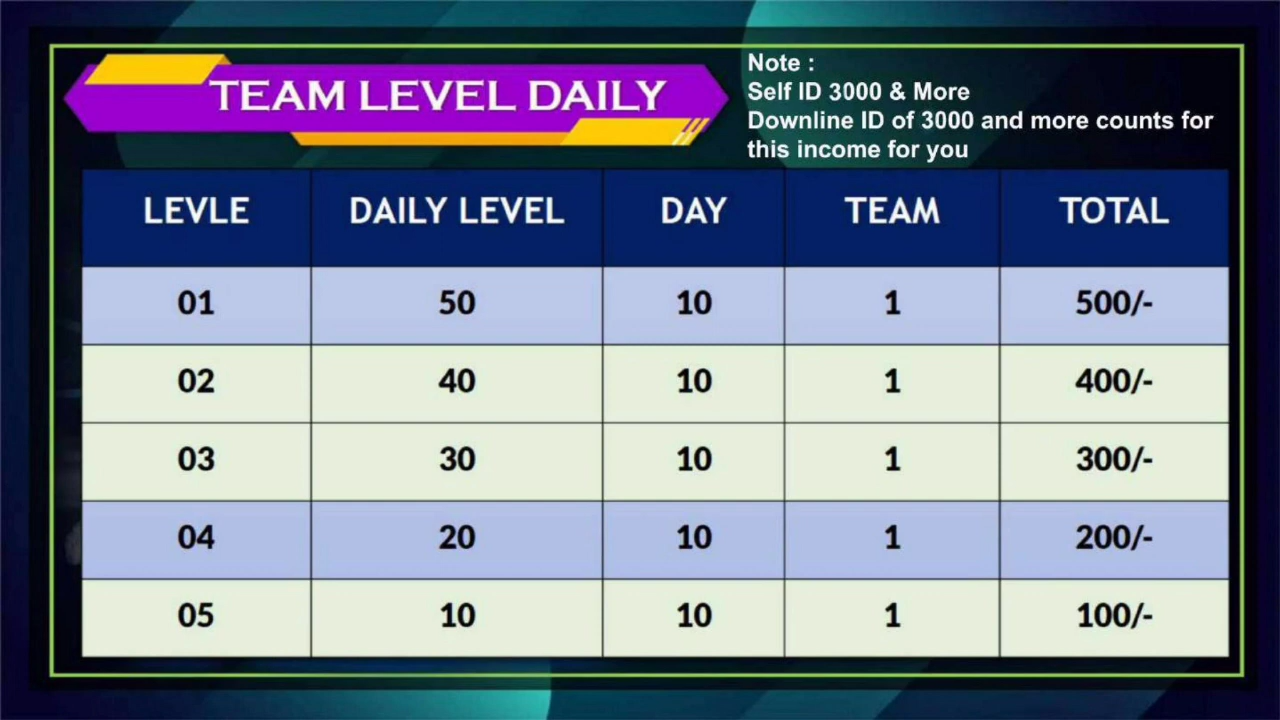 TEAM LEVEL DAILY
Note :
Self ID 3000 & More
Downline ID of 3000 and more counts for
this income for you
LEVLE DAILY LEVEL DAY TEAM TOTAL
01 50 10 1 500/-
02 40 10 1 400/-
03 30 10 1 300/-
04 20 10 1 200/-
05 10 10 1 100/-